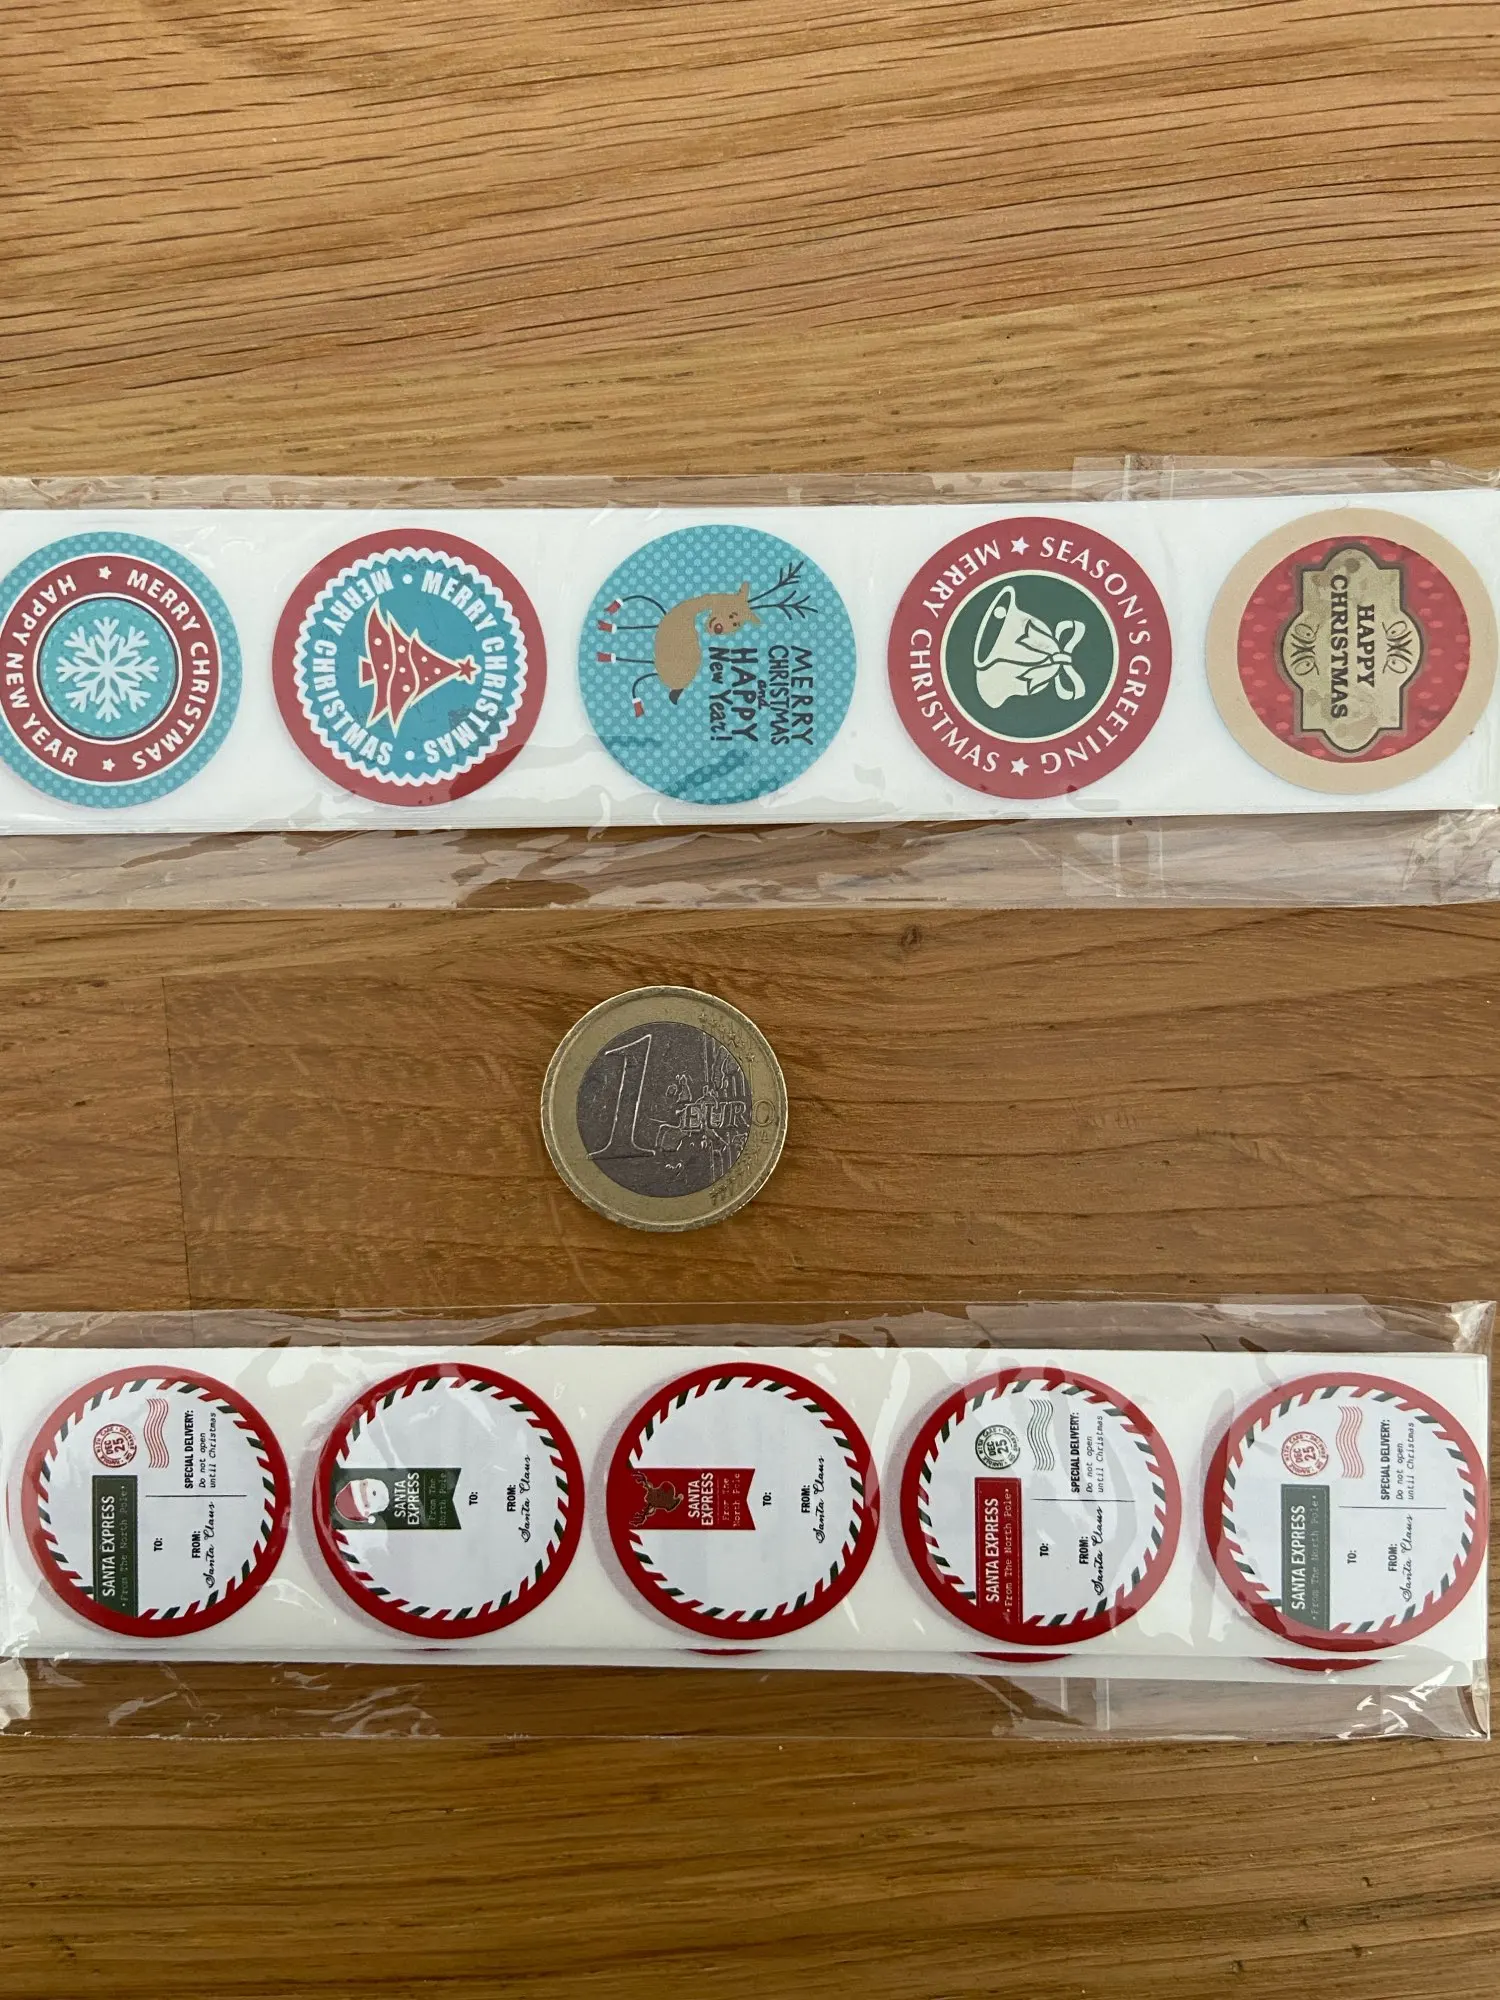 MERRY CHRISTMAS
HAPPY NEW YEAR
MERRY CHRISTMAS
MERRY CHRISTMAS
MERRY
CHRISTMAS
and
HAPPY
New Year!
SEASON'S GREETING
MERRY CHRISTMAS
HAPPY
CHRISTMAS
1
EURO
DEC
25
SPECIAL DELIVERY:
Do not open
until Christmas
SANTA EXPRESS
From The North Pole
TO:
FROM:
Santa Claus
SANTA
EXPRESS
From the
North Pole
TO:
FROM:
Santa Claus
SANTA
EXPRESS
From the
North Pole
TO:
FROM:
Santa Claus
DEC
25
SPECIAL DELIVERY:
Do not open
until Christmas
SANTA EXPRESS
From The North Pole
TO:
FROM:
Santa Claus
DEC
25
SPECIAL DELIVERY:
Do not open
until Christmas
SANTA EXPRESS
From The North Pole
TO:
FROM:
Santa Claus